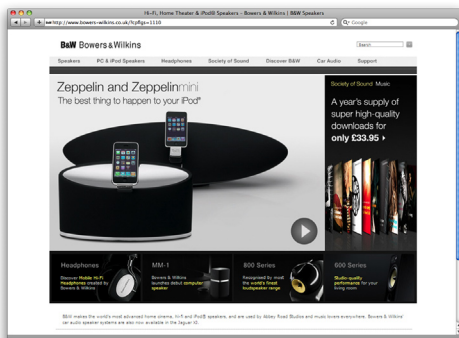 Hi-Fi, Home Theater & iPod® Speakers – Bowers & Wilkins | B&W Speakers
http://www.bowers-wilkins.co.uk/?cpflgs=1110
Google
B&W Bowers & Wilkins
Search
Speakers PC & iPod Speakers Headphones Society of Sound Discover B&W Car Audio Support
Zeppelin and Zeppelinmini
The best thing to happen to your iPod®
Society of Sound Music
A year's supply of
super high-quality
downloads for
only £33.95
Headphones
Discover Mobile Hi-Fi
Headphones created by
Bowers & Wilkins
MM-1
Bowers & Wilkins
launches debut computer
speaker
800 Series
Recognised by most
the world's finest
loudspeaker range
600 Series
Studio-quality
performance for your
living room
B&W makes the world's most advanced home cinema, hi-fi and iPod® speakers, and are used by Abbey Road Studios and music lovers everywhere. Bowers & Wilkins'
car audio speaker systems are also now available in the Jaguar XJ.